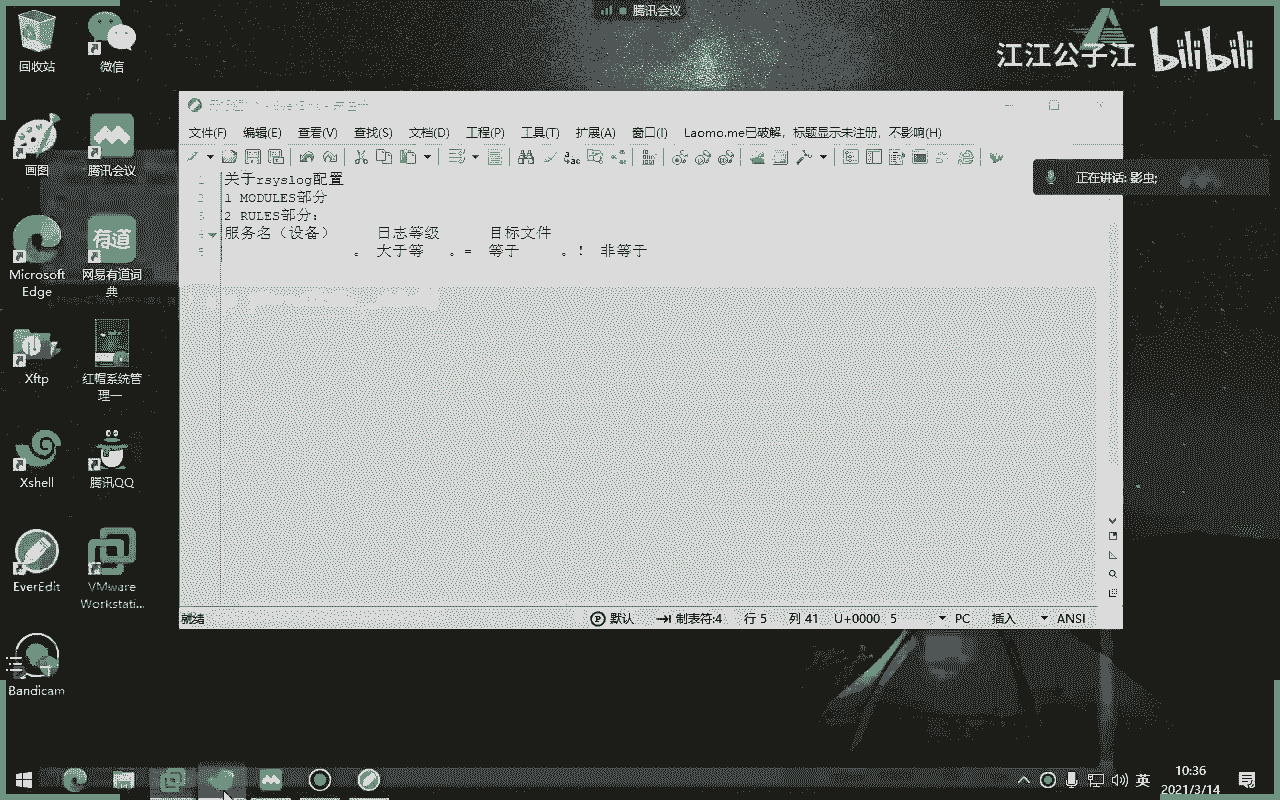 腾讯会议
江江公子江 bilibili
回收站
微信
画图
腾讯会议
Microsoft Edge
网易有道词典
Xftp
红帽系统管理一
Xshell
腾讯QQ
EverEdit
VMware Workstati...
Bandicam
文件(F) 编辑(E) 查看(V) 查找(S) 文档(D) 工程(P) 工具(T) 扩展(A) 窗口(I) Laomo.me已破解，标题显示未注册，不影响(H)
正在讲话: 影虫;
1 关于rsyslog配置
2 1 MODULES部分
3 2 RULES部分：
4 服务名（设备） 日志等级 目标文件
5 。 大于等 。= 等于 。！ 非等于
就绪 默认 制表符:4 行 5 列 41 U+0000 5 PC 插入 ANSI
英
10:36
2021/3/14